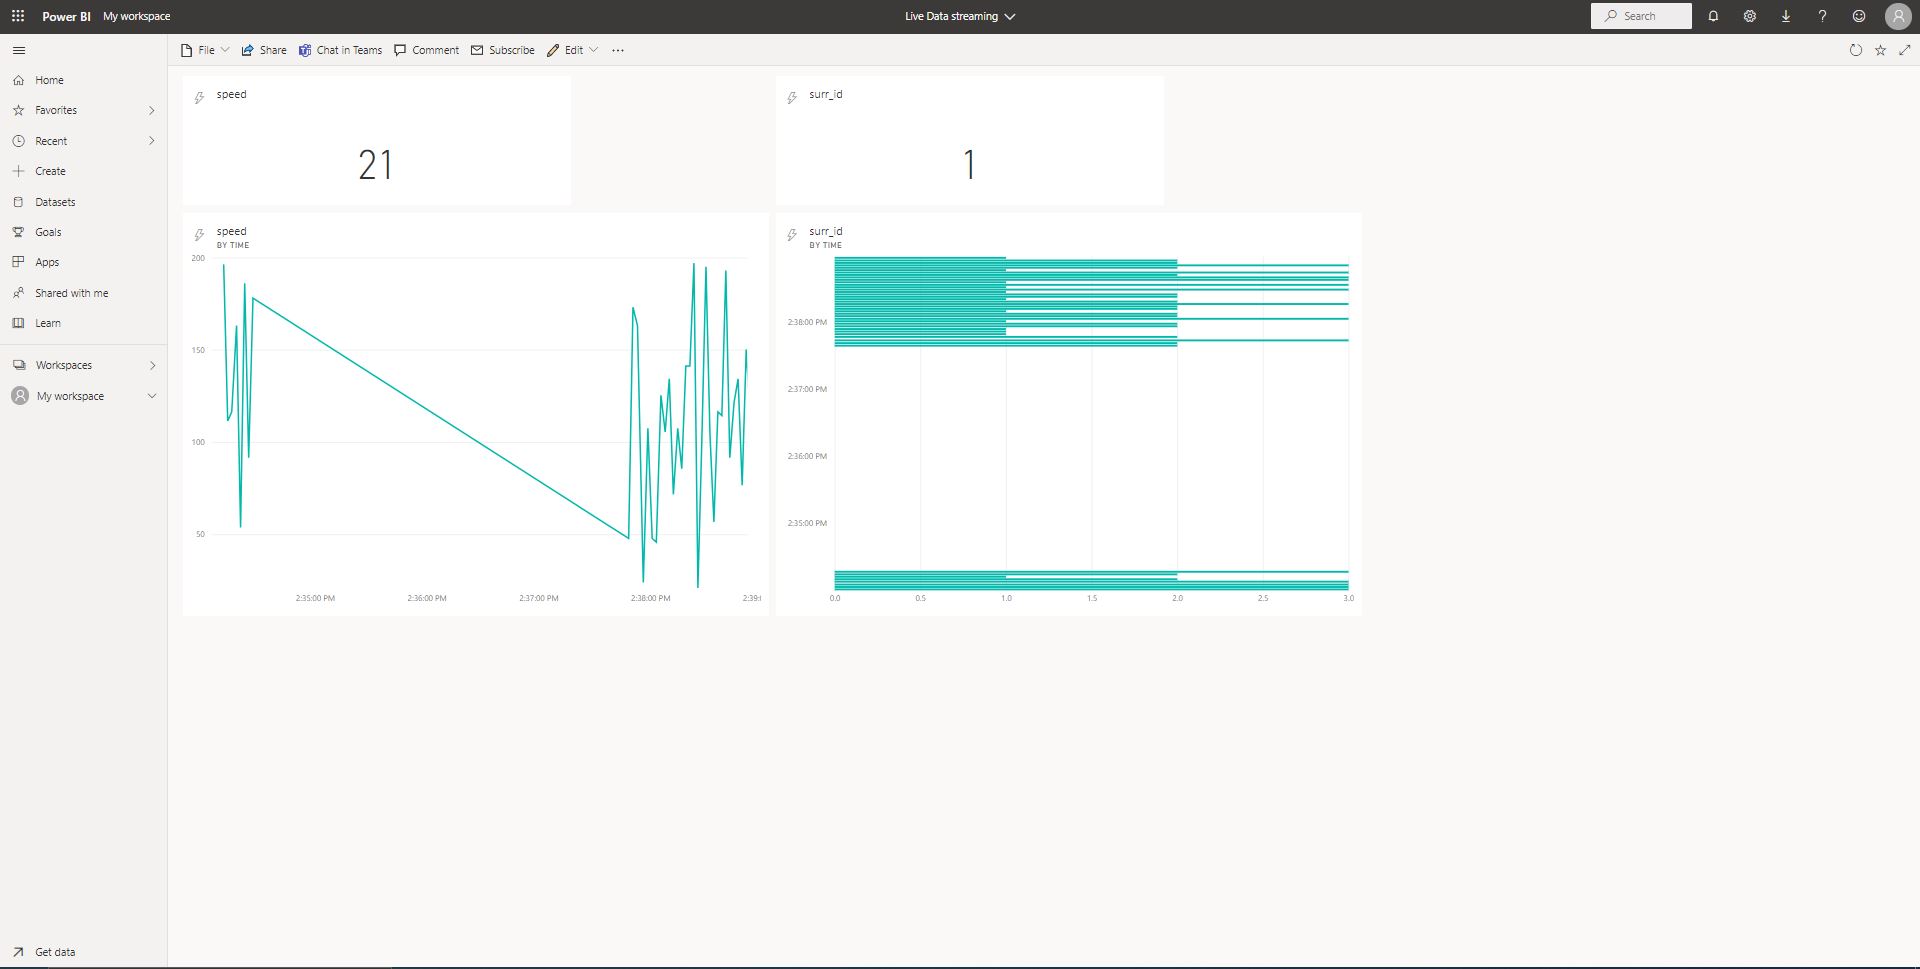 Power BI My workspace
Live Data streaming
Search
File Share Chat in Teams Comment Subscribe Edit ...
Home
Favorites
Recent
Create
Datasets
Goals
Apps
Shared with me
Learn
Workspaces
My workspace
Get data
speed
21
surr_id
1
speed
BY TIME
200
150
100
50
2:35:00 PM 2:36:00 PM 2:37:00 PM 2:38:00 PM 2:39:
surr_id
BY TIME
2:38:00 PM
2:37:00 PM
2:36:00 PM
2:35:00 PM
0.0 0.5 1.0 1.5 2.0 2.5 3.0